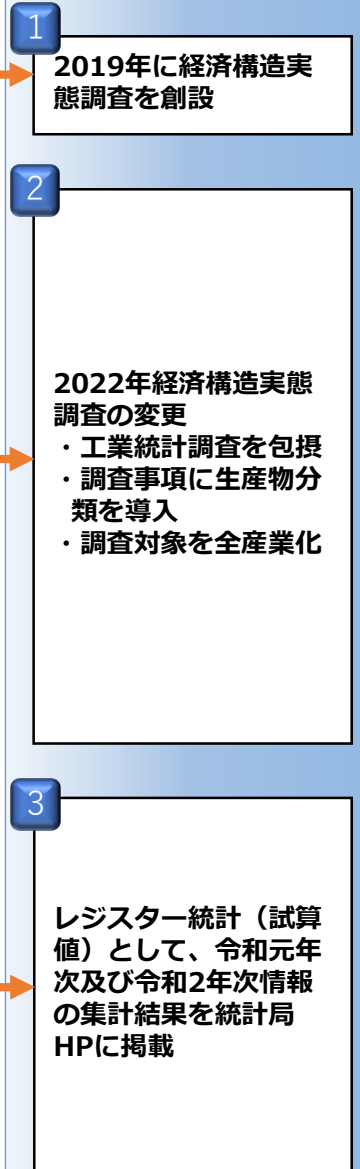 1
2019年に経済構造実
態調査を創設
2
2022年経済構造実態
調査の変更
・工業統計調査を包摂
・調査事項に生産物分
類を導入
・調査対象を全産業化
3
レジスター統計（試算
値）として、令和元年
次及び令和2年次情報
の集計結果を統計局
HPに掲載